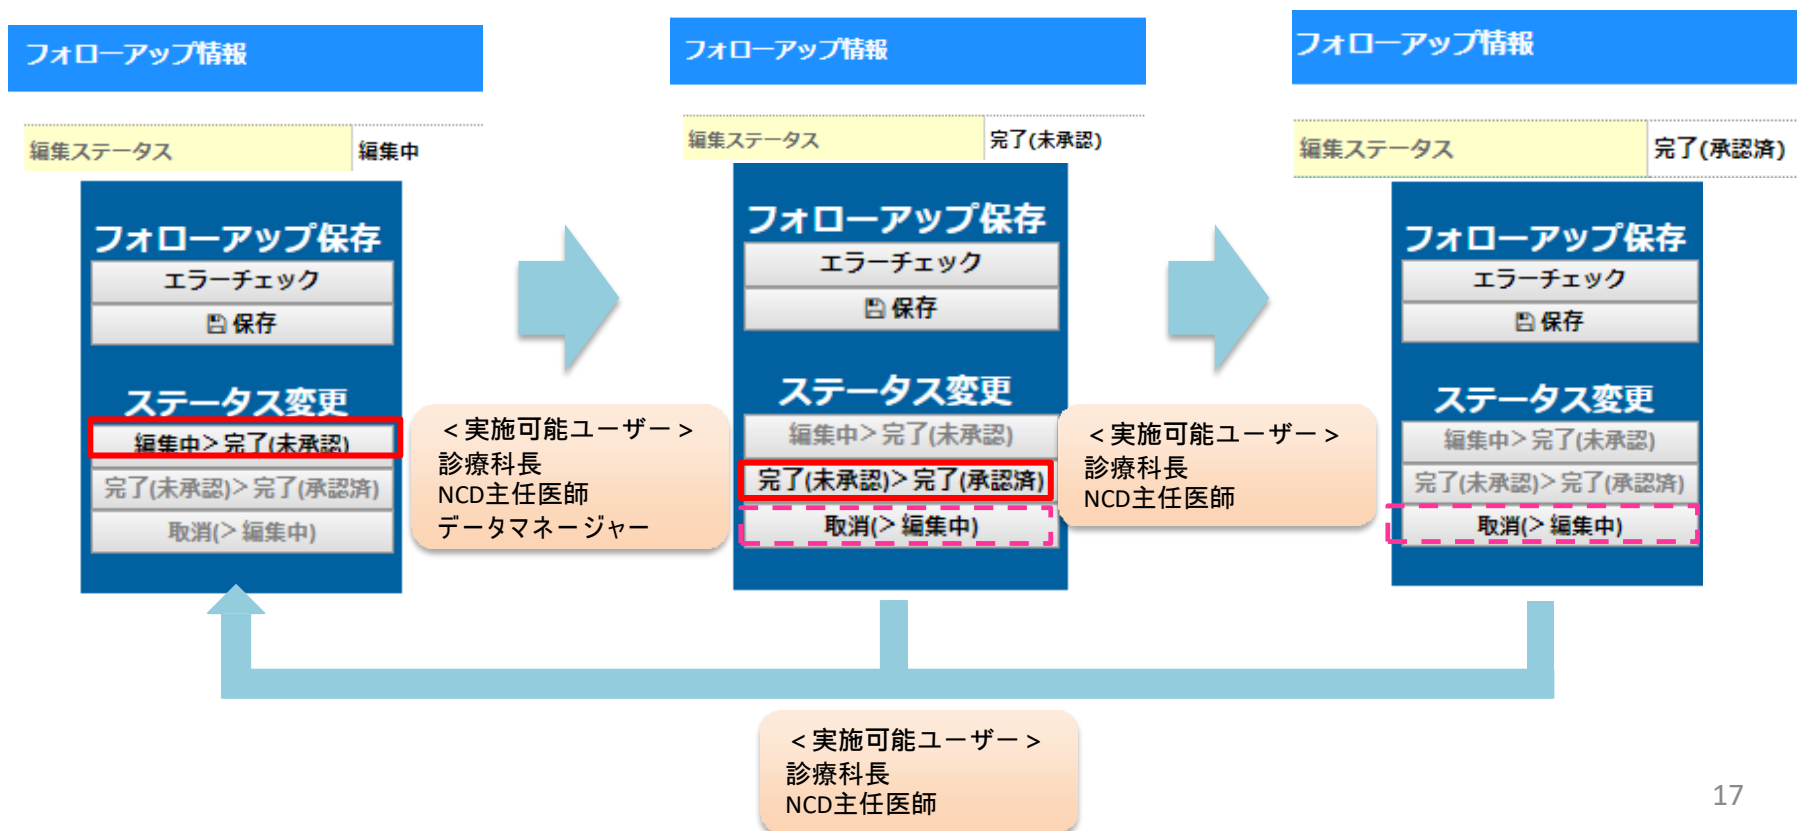 フォローアップ情報
編集ステータス 編集中
フォローアップ保存
エラーチェック
保存
ステータス変更
編集中>完了(未承認)
完了(未承認)>完了(承認済)
取消(>編集中)
<実施可能ユーザー>
診療科長
NCD主任医師
データマネージャー
フォローアップ情報
編集ステータス 完了(未承認)
フォローアップ保存
エラーチェック
保存
ステータス変更
編集中>完了(未承認)
完了(未承認)>完了(承認済)
取消(>編集中)
<実施可能ユーザー>
診療科長
NCD主任医師
フォローアップ情報
編集ステータス 完了(承認済)
フォローアップ保存
エラーチェック
保存
ステータス変更
編集中>完了(未承認)
完了(未承認)>完了(承認済)
取消(>編集中)
<実施可能ユーザー>
診療科長
NCD主任医師
17